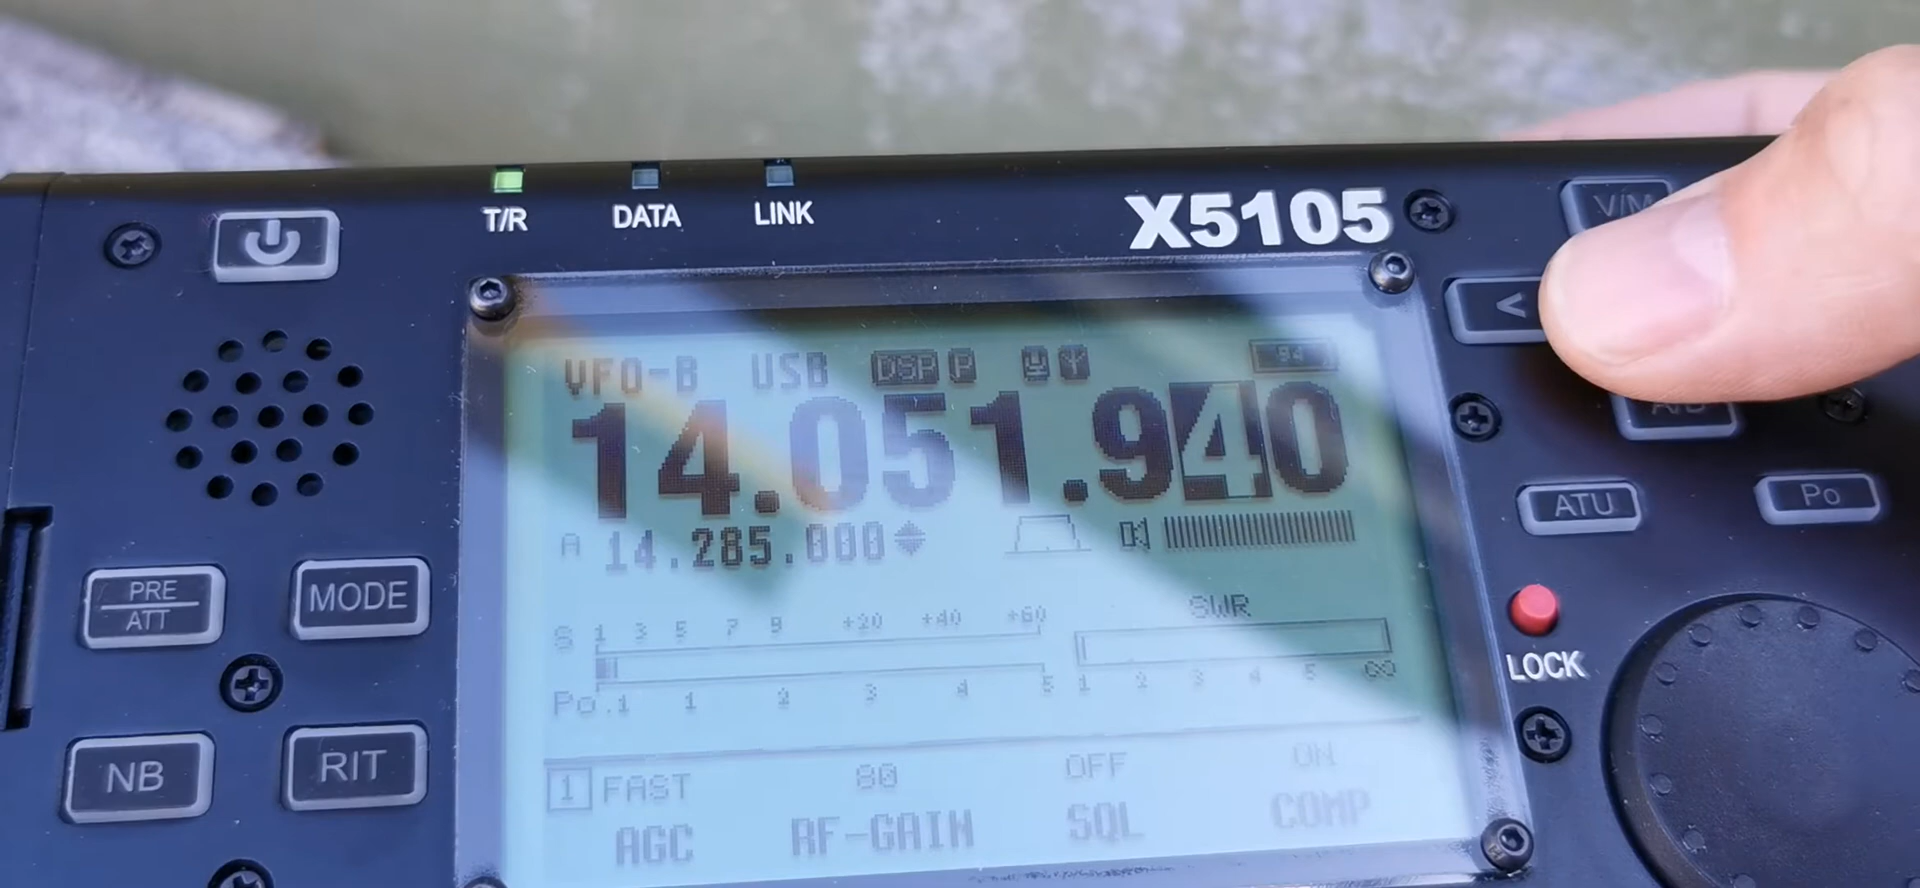 T/R DATA LINK
X5105
V/M
<
VFO-B USB DSP P 94
14.051.940
A 14.285.000
ATU Po
PRE
ATT
MODE
S 1 3 5 7 9 +20 +40 +60
SWR
Po .1 1 2 3 4 5
1 2 3 4 5 ∞
LOCK
NB RIT
1 FAST 80 OFF ON
AGC RF-GAIN SQL COMP